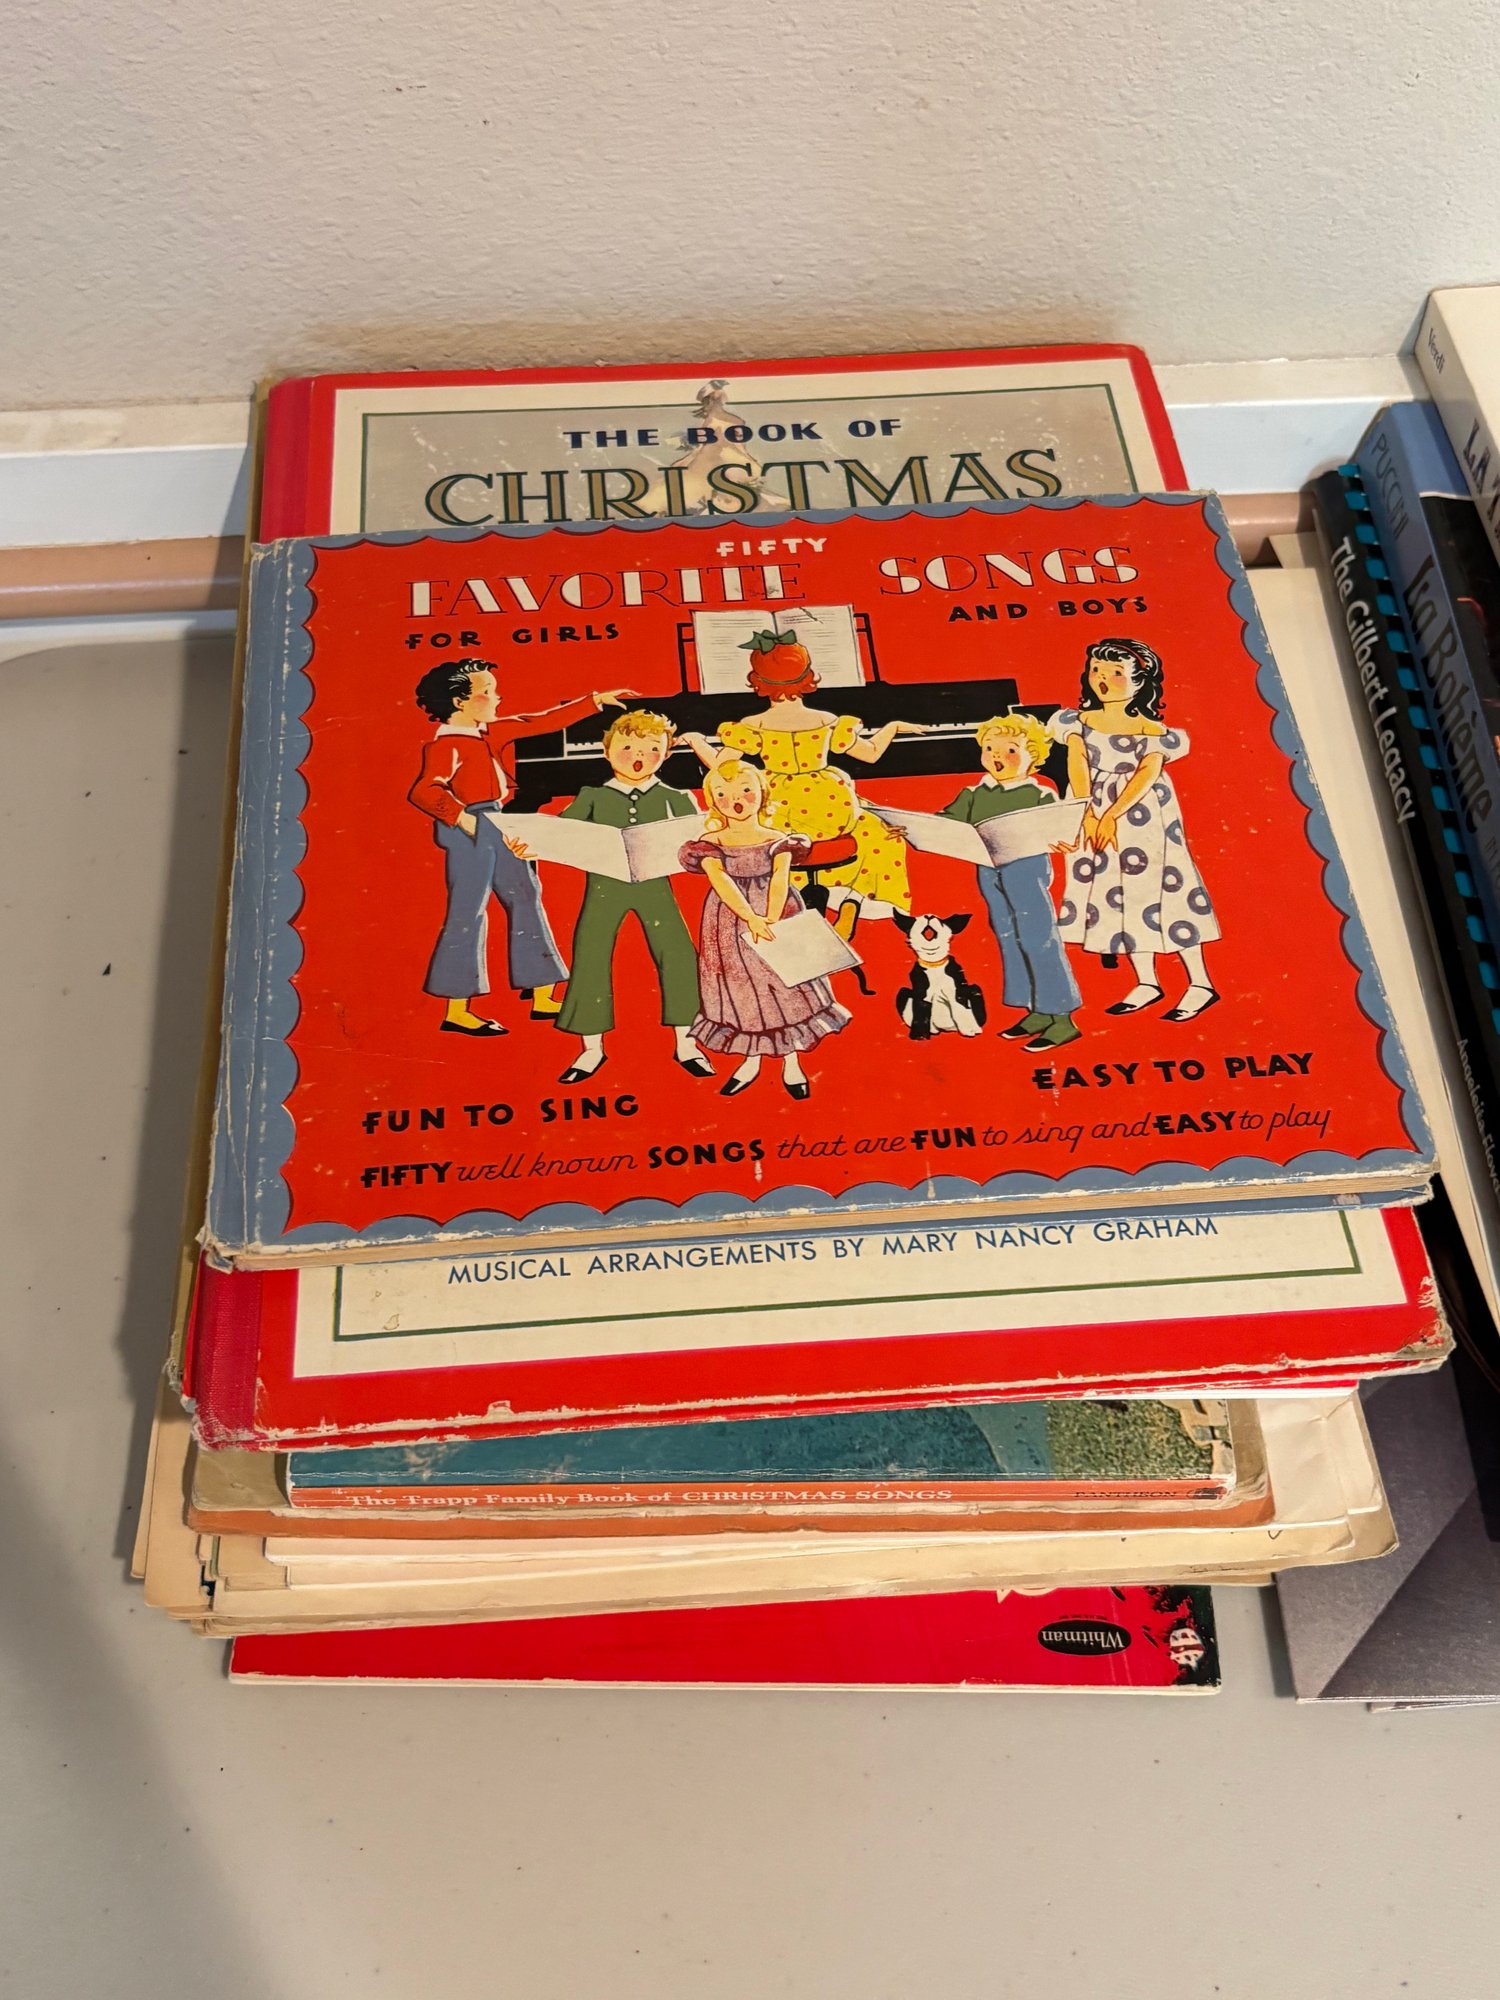 THE BOOK OF
CHRISTMAS
FIFTY
FAVORITE SONGS
FOR GIRLS AND BOYS
FUN TO SING
EASY TO PLAY
FIFTY well known SONGS that are FUN to sing and EASY to play
MUSICAL ARRANGEMENTS BY MARY NANCY GRAHAM
The Trapp Family Book of CHRISTMAS SONGS
PANTHEON
Whitman
The Gilbert Legacy
PUCCINI
La Bohème
Verdi